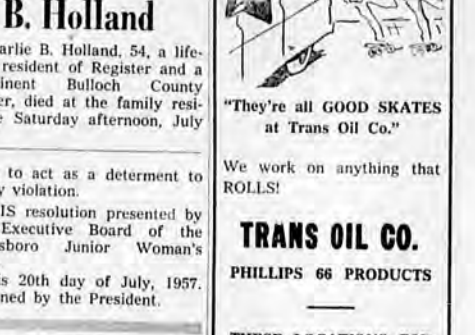 B. Holland
arlie B. Holland, 54, a life-
resident of Register and a
inent Bulloch County
er, died at the family resi-
Saturday afternoon, July
to act as a determent to
y violation.
IS resolution presented by
Executive Board of the
sboro Junior Woman's
s 20th day of July, 1957.
ned by the President.
"They're all GOOD SKATES
at Trans Oil Co."
We work on anything that
ROLLS!
TRANS OIL CO.
PHILLIPS 66 PRODUCTS